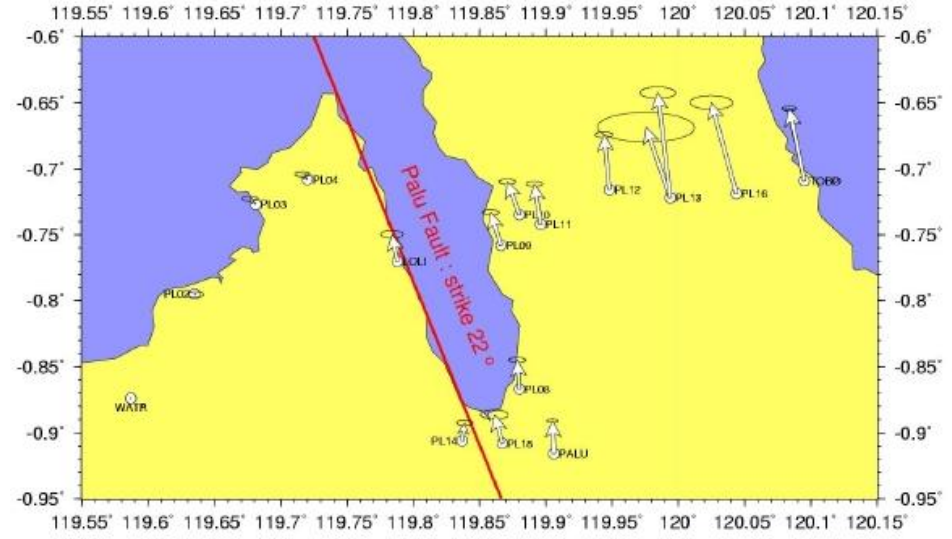 119.55˚ 119.6˚ 119.65˚ 119.7˚ 119.75˚ 119.8˚ 119.85˚ 119.9˚ 119.95˚ 120˚ 120.05˚ 120.1˚ 120.15˚
-0.6˚ -0.6˚
-0.65˚ -0.65˚
-0.7˚ -0.7˚
PL04 PL12 PL13 PL16 TOBO
PL03 PL10 PL11
-0.75˚ -0.75˚
PL09
LOLI
Palu Fault : strike 22 º
-0.8˚ -0.8˚
PL02
-0.85˚ -0.85˚
PL08
WATR
-0.9˚ -0.9˚
PL14 PL18 PALU
-0.95˚ -0.95˚
119.55˚ 119.6˚ 119.65˚ 119.7˚ 119.75˚ 119.8˚ 119.85˚ 119.9˚ 119.95˚ 120˚ 120.05˚ 120.1˚ 120.15˚